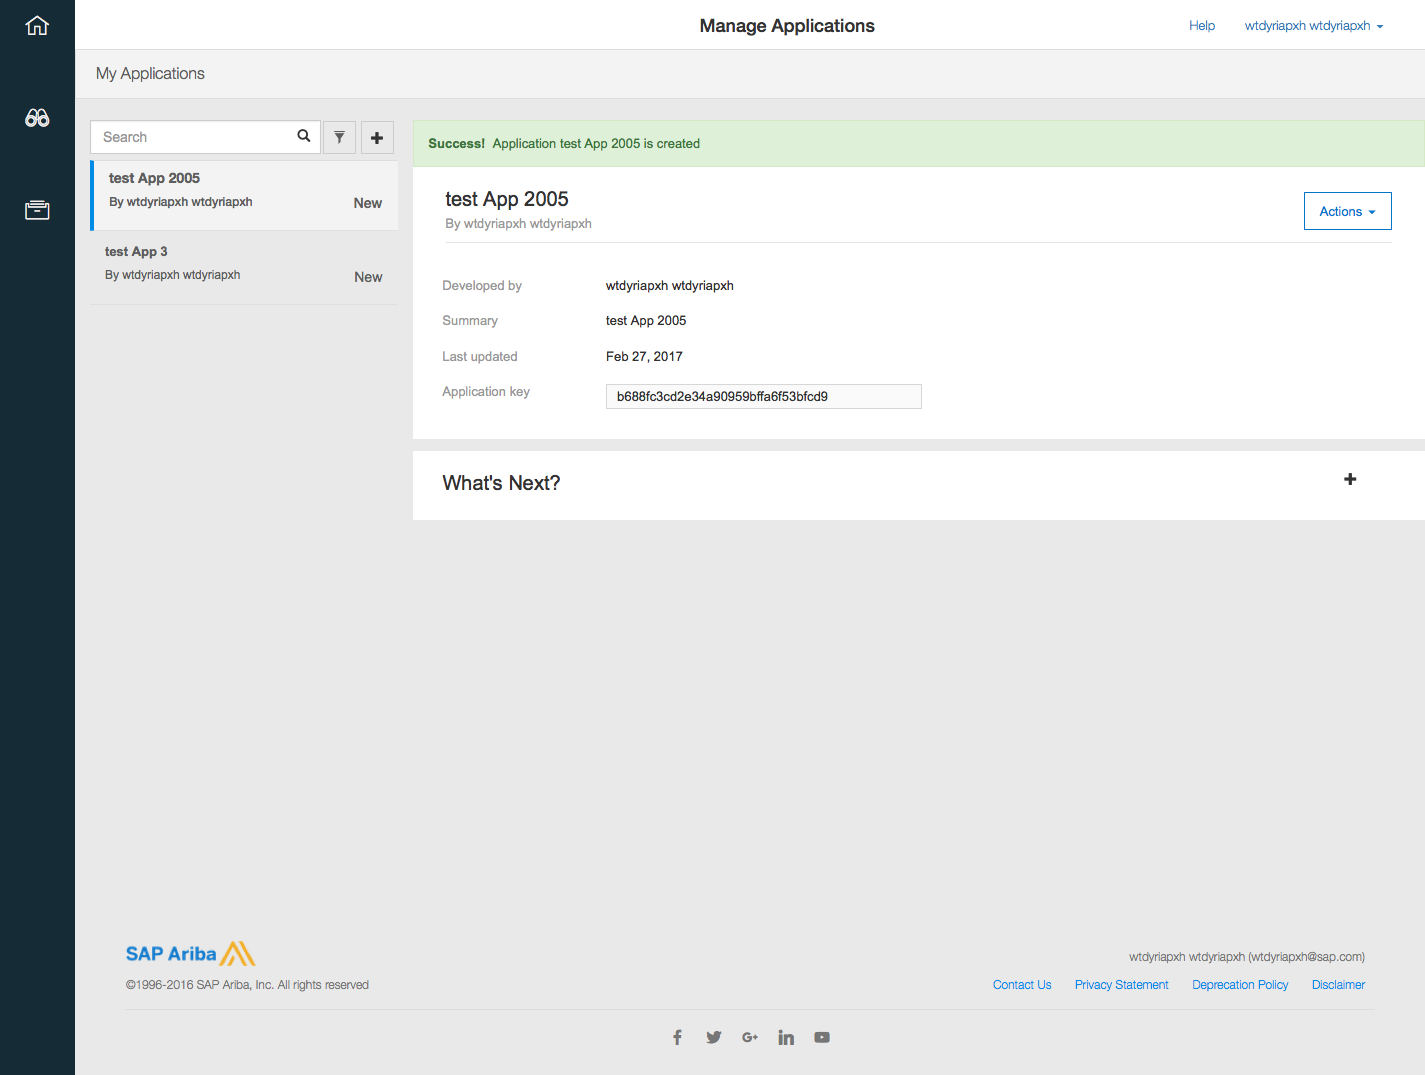 Manage Applications
Help
wtdyriapxh wtdyriapxh
My Applications
Search
test App 2005
By wtdyriapxh wtdyriapxh
New
test App 3
By wtdyriapxh wtdyriapxh
New
Success! Application test App 2005 is created
test App 2005
By wtdyriapxh wtdyriapxh
Actions
Developed by wtdyriapxh wtdyriapxh
Summary test App 2005
Last updated Feb 27, 2017
Application key b688fc3cd2e34a90959bffa6f53bfcd9
What's Next?
SAP Ariba
©1996-2016 SAP Ariba, Inc. All rights reserved
wtdyriapxh wtdyriapxh (wtdyriapxh@sap.com)
Contact Us Privacy Statement Deprecation Policy Disclaimer